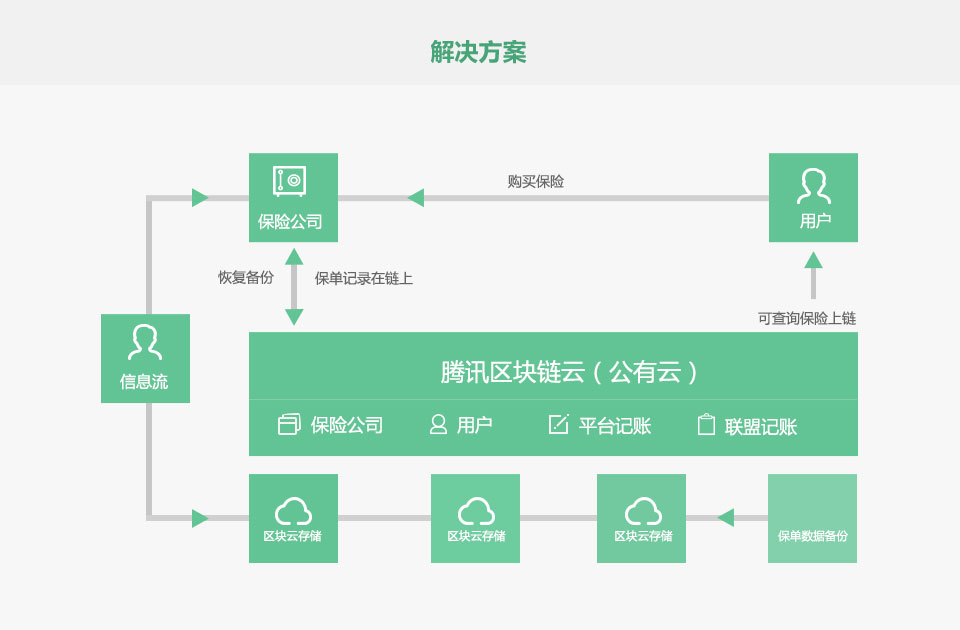 解决方案
购买保险
保险公司
用户
恢复备份
保单记录在链上
可查询保险上链
信息流
腾讯区块链云（公有云）
保险公司
用户
平台记账
联盟记账
区块云存储
区块云存储
区块云存储
保单数据备份